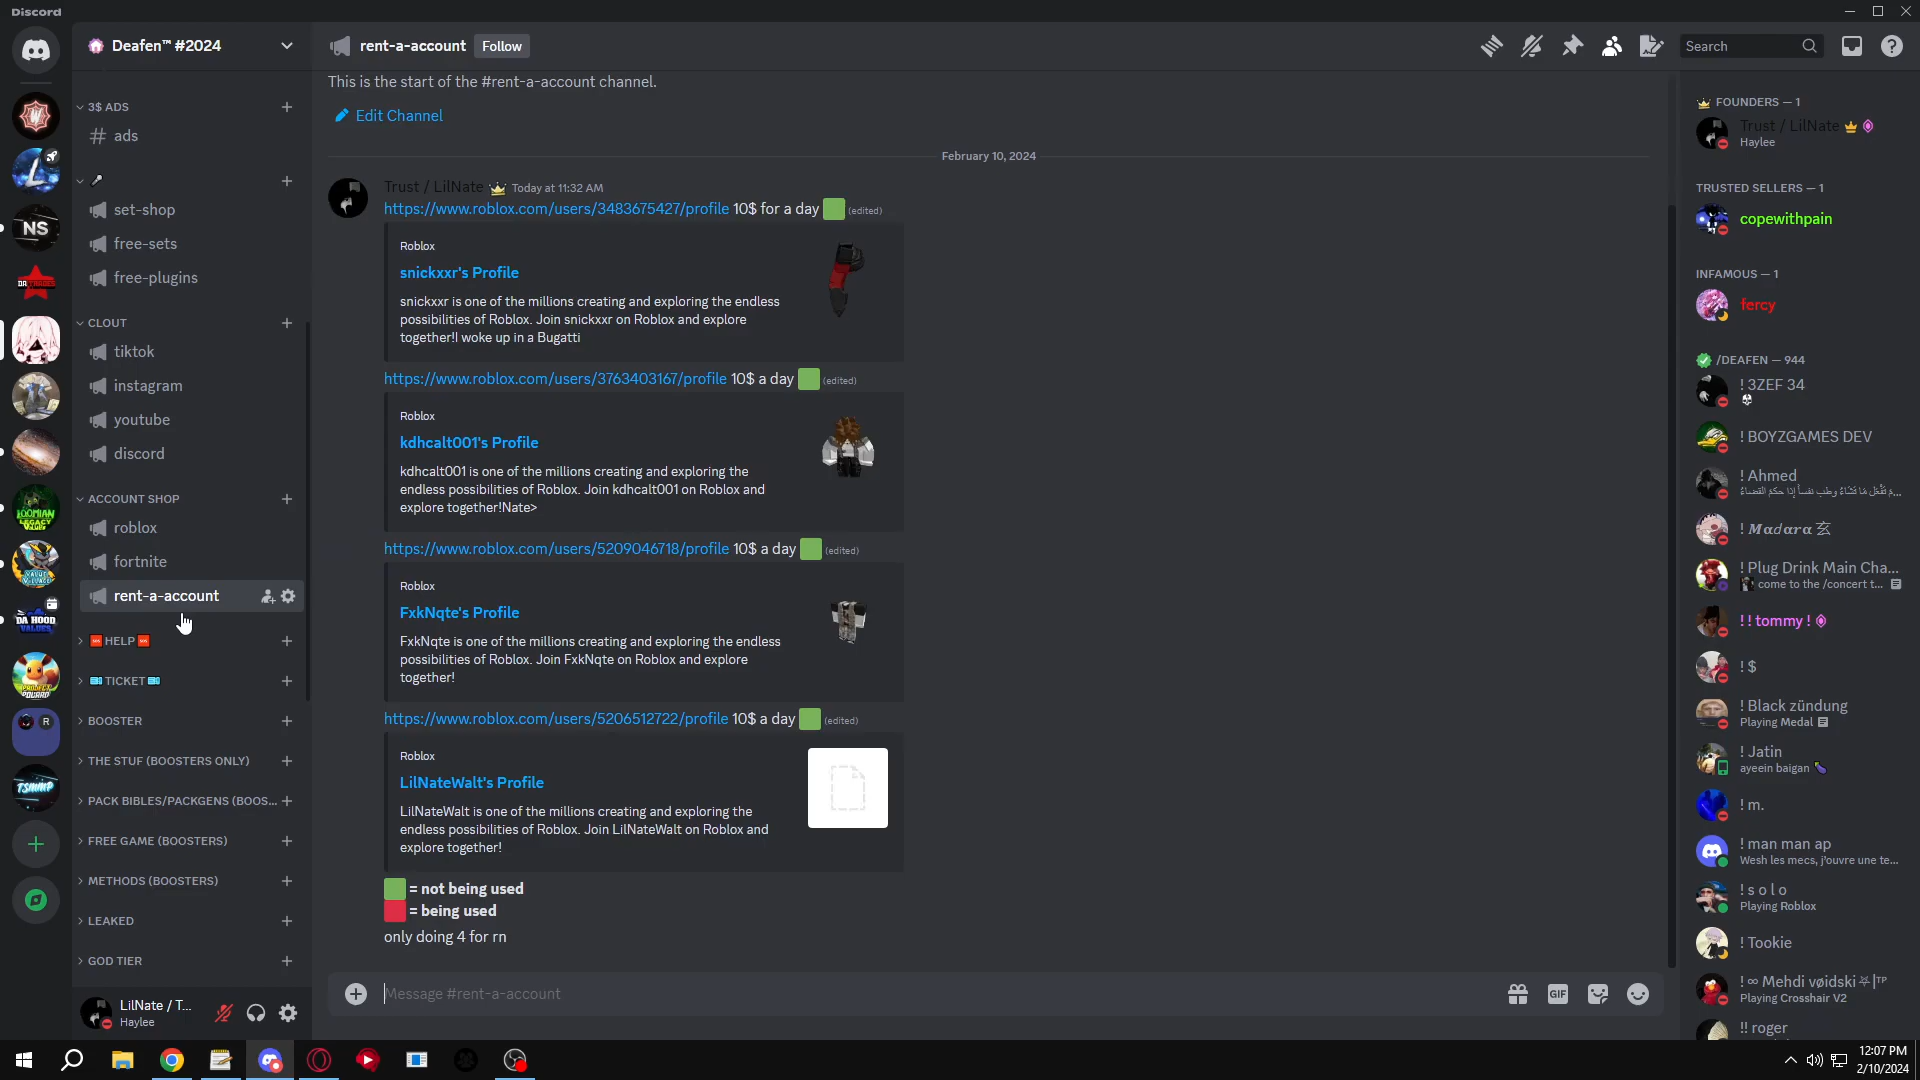 Discord
Deafen™ #2024
3$ ADS
ads
set-shop
free-sets
free-plugins
CLOUT
tiktok
instagram
youtube
discord
ACCOUNT SHOP
roblox
fortnite
rent-a-account
HELP
TICKET
BOOSTER
THE STUF (BOOSTERS ONLY)
PACK BIBLES/PACKGENS (BOOS...
FREE GAME (BOOSTERS)
METHODS (BOOSTERS)
LEAKED
GOD TIER
LilNate / T...
Haylee
rent-a-account Follow
Search
This is the start of the #rent-a-account channel.
Edit Channel
February 10, 2024
Trust / LilNate Today at 11:32 AM
https://www.roblox.com/users/3483675427/profile 10$ for a day (edited)
Roblox
snickxxr's Profile
snickxxr is one of the millions creating and exploring the endless
possibilities of Roblox. Join snickxxr on Roblox and explore
together!I woke up in a Bugatti
https://www.roblox.com/users/3763403167/profile 10$ a day (edited)
Roblox
kdhcalt001's Profile
kdhcalt001 is one of the millions creating and exploring the
endless possibilities of Roblox. Join kdhcalt001 on Roblox and
explore together!Nate>
https://www.roblox.com/users/5209046718/profile 10$ a day (edited)
Roblox
FxkNqte's Profile
FxkNqte is one of the millions creating and exploring the endless
possibilities of Roblox. Join FxkNqte on Roblox and explore
together!
https://www.roblox.com/users/5206512722/profile 10$ a day (edited)
Roblox
LilNateWalt's Profile
LilNateWalt is one of the millions creating and exploring the
endless possibilities of Roblox. Join LilNateWalt on Roblox and
explore together!
= not being used
= being used
only doing 4 for rn
Message #rent-a-account
GIF
FOUNDERS — 1
Trust / LilNate
Haylee
TRUSTED SELLERS — 1
copewithpain
INFAMOUS — 1
fercy
/DEAFEN — 944
! 3ZEF 34
! BOYZGAMES DEV
! Ahmed
! Madara 玄
! Plug Drink Main Cha...
come to the /concert t...
! ! tommy !
! $
! Black zündung
Playing Medal
! Jatin
ayeein baigan
! m.
! man man ap
Wesh les mecs, j'ouvre une te...
! s o l o
Playing Roblox
! Tookie
! ∞ Mehdi vøidski
Playing Crosshair V2
!! roger
NS
LOOMIAN
LEGACY
DA HOOD
VALUES
R
TSMMP
12:07 PM
2/10/2024